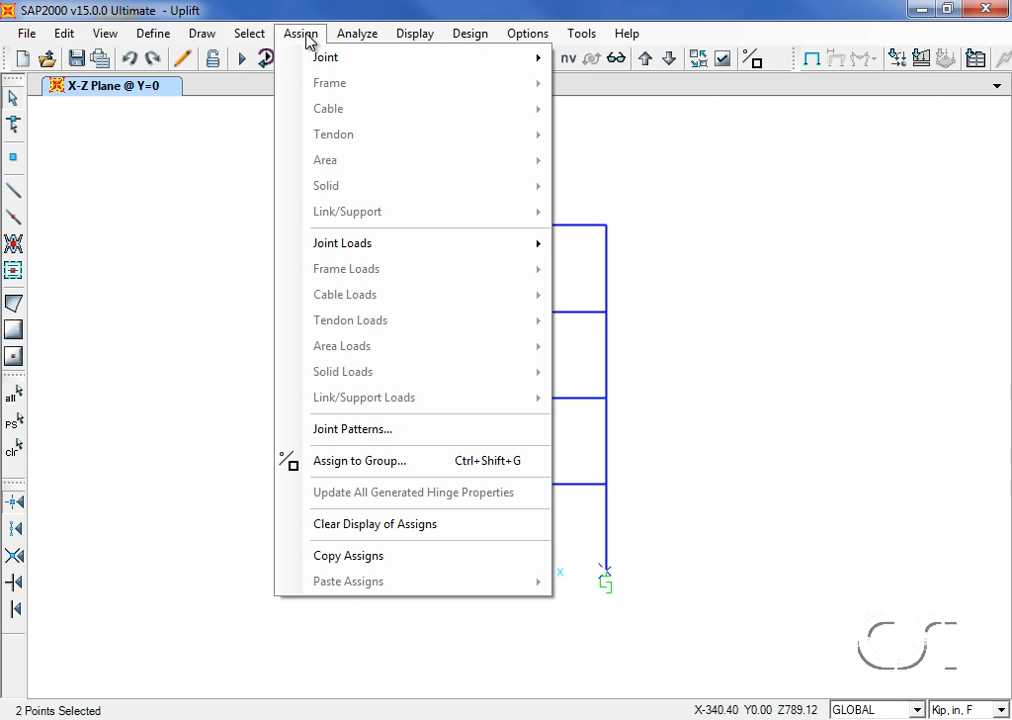 SAP2000 v15.0.0 Ultimate - Uplift
File Edit View Define Draw Select Assign Analyze Display Design Options Tools Help
nv
X-Z Plane @ Y=0
Joint
Frame
Cable
Tendon
Area
Solid
Link/Support
Joint Loads
Frame Loads
Cable Loads
Tendon Loads
Area Loads
Solid Loads
Link/Support Loads
Joint Patterns...
Assign to Group... Ctrl+Shift+G
Update All Generated Hinge Properties
Clear Display of Assigns
Copy Assigns
Paste Assigns
all
PS
clr
X
CSI
2 Points Selected
X-340.40 Y0.00 Z789.12
GLOBAL
Kip, in, F